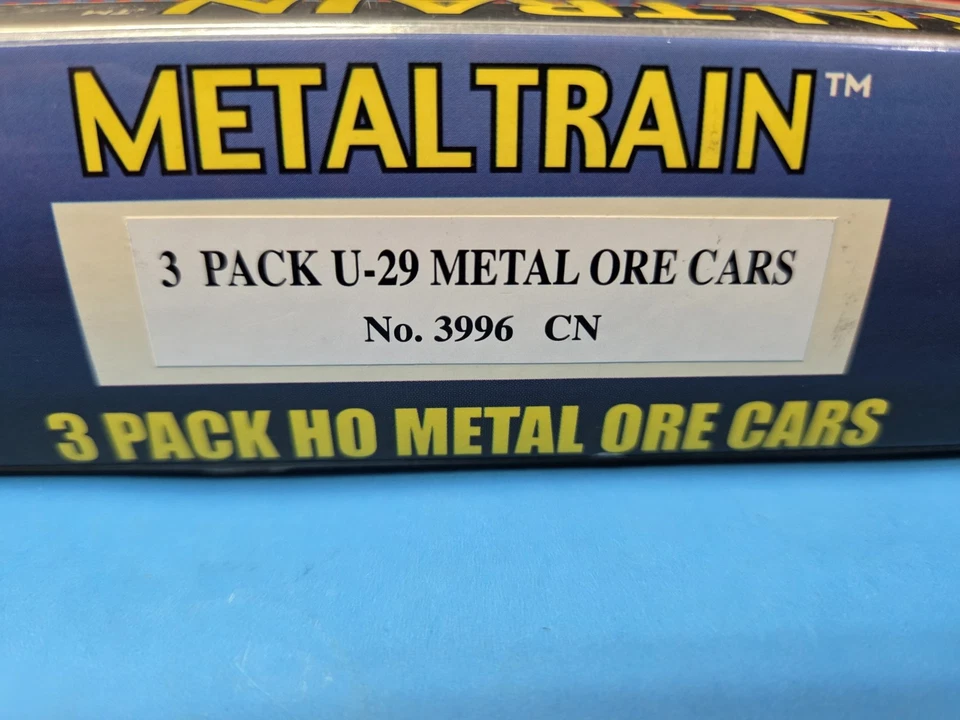 METALTRAIN™
3 PACK U-29 METAL ORE CARS
No. 3996 CN
3 PACK HO METAL ORE CARS